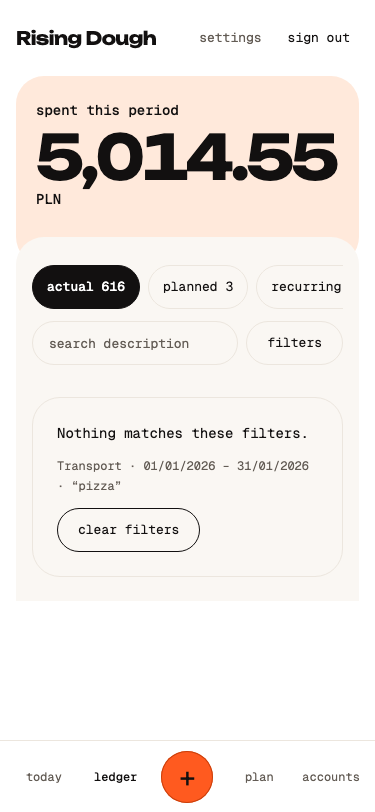 Rising Dough
settings
sign out
spent this period
5,014.55
PLN
actual 616
planned 3
recurring
search description
filters
Nothing matches these filters.
Transport · 01/01/2026 – 31/01/2026
· “pizza”
clear filters
today
ledger
+
plan
accounts